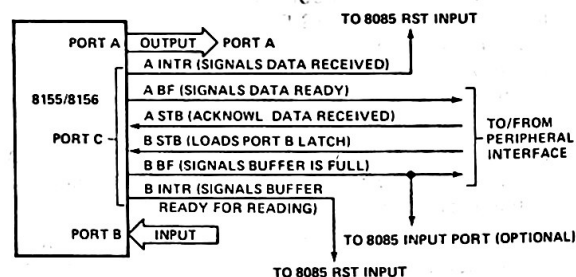 TO 8085 RST INPUT
PORT A OUTPUT PORT A
A INTR (SIGNALS DATA RECEIVED)
8155/8156
A BF (SIGNALS DATA READY)
A STB (ACKNOWL DATA RECEIVED)
PORT C
B STB (LOADS PORT B LATCH)
B BF (SIGNALS BUFFER IS FULL)
TO/FROM
PERIPHERAL
INTERFACE
B INTR (SIGNALS BUFFER
READY FOR READING)
PORT B INPUT
TO 8085 INPUT PORT (OPTIONAL)
TO 8085 RST INPUT